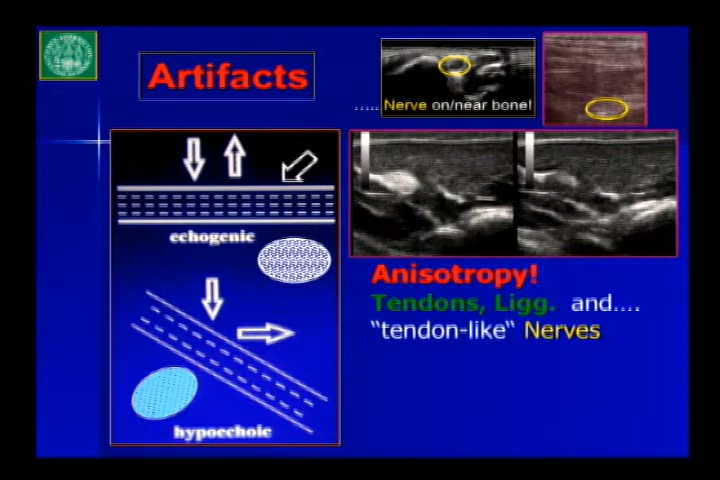 Artifacts
..... Nerve on/near bone!
echogenic
hypoechoic
Anisotropy!
Tendons, Ligg. and....
"tendon-like" Nerves